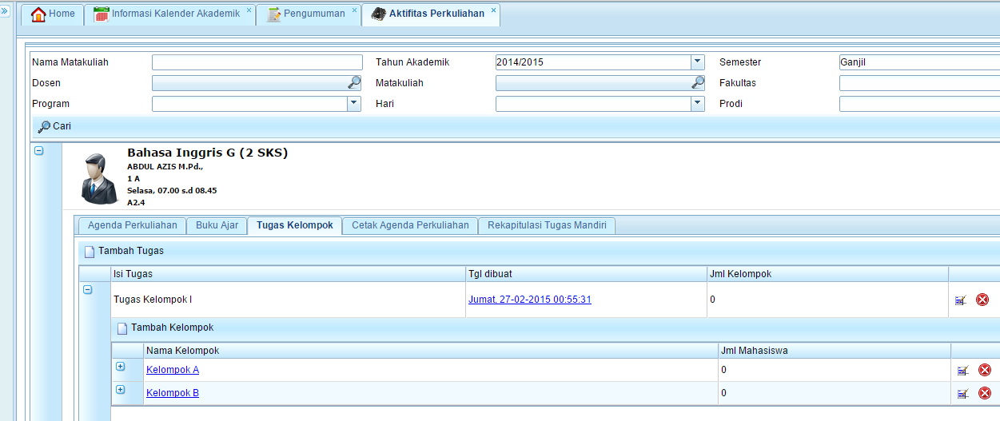 Home Informasi Kalender Akademik Pengumuman Aktifitas Perkuliahan
Nama Matakuliah Tahun Akademik 2014/2015 Semester Ganjil
Dosen Matakuliah Fakultas
Program Hari Prodi
Cari
Bahasa Inggris G (2 SKS)
ABDUL AZIS M.Pd.,
1 A
Selasa, 07.00 s.d 08.45
A2.4
Agenda Perkuliahan Buku Ajar Tugas Kelompok Cetak Agenda Perkuliahan Rekapitulasi Tugas Mandiri
Tambah Tugas
Isi Tugas Tgl dibuat Jml Kelompok
Tugas Kelompok I Jumat, 27-02-2015 00:55:31 0
Tambah Kelompok
Nama Kelompok Jml Mahasiswa
Kelompok A 0
Kelompok B 0